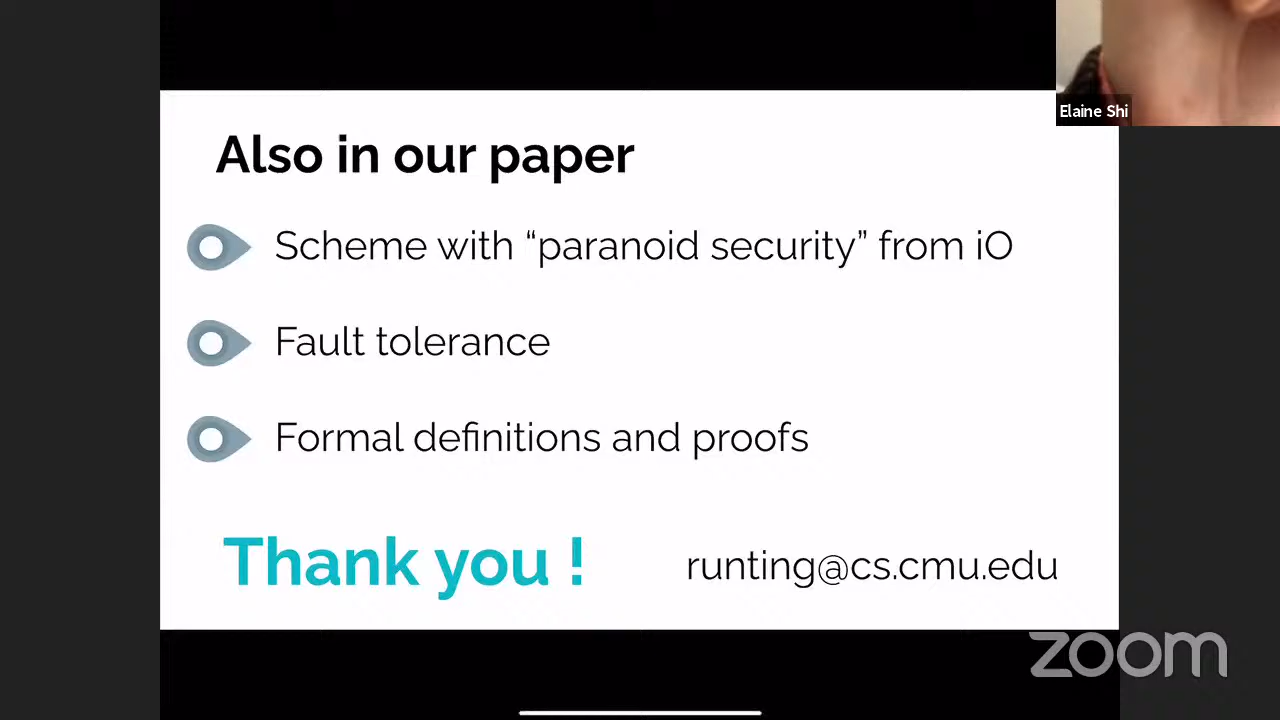 Elaine Shi
Also in our paper
Scheme with “paranoid security” from iO
Fault tolerance
Formal definitions and proofs
Thank you !
runting@cs.cmu.edu
zoom